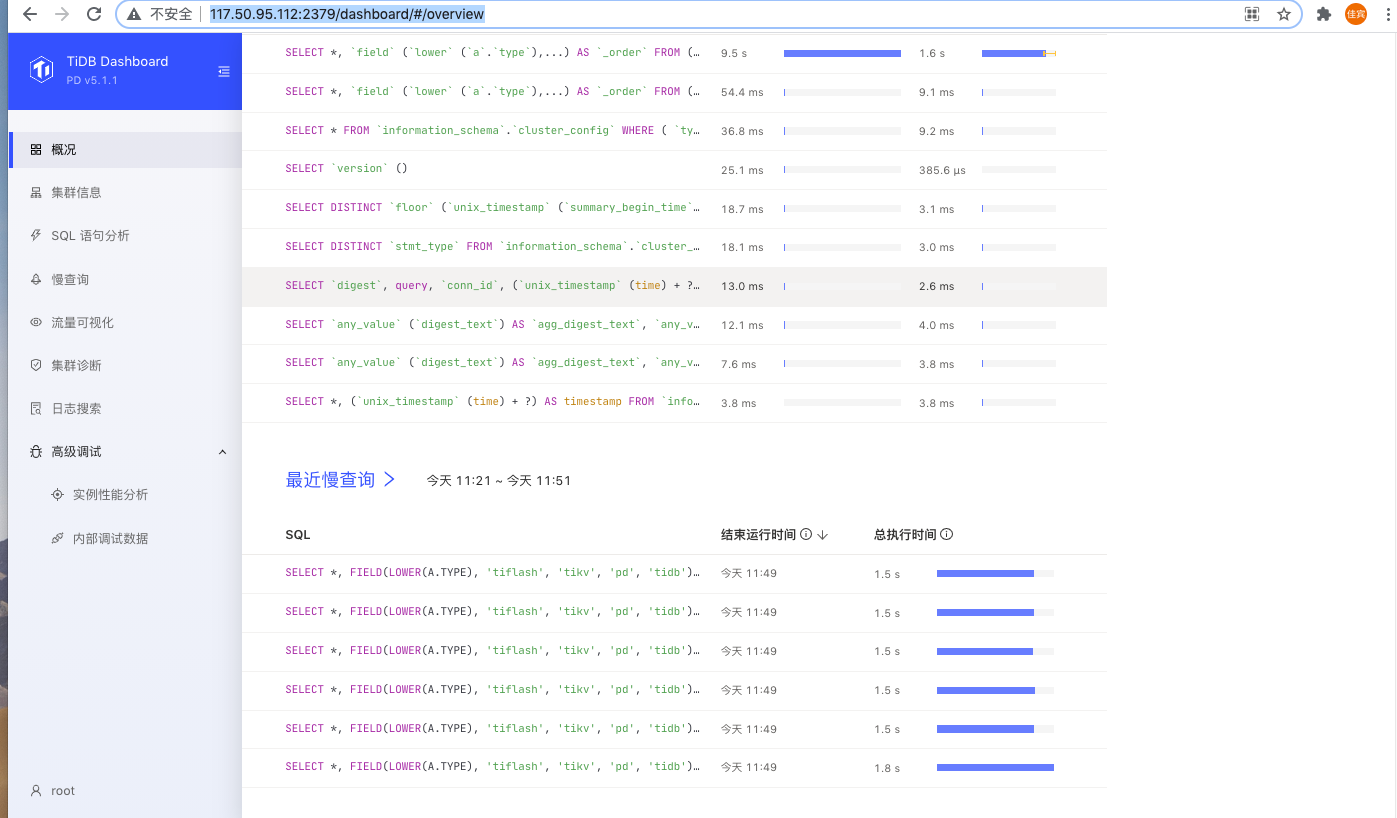 不安全
117.50.95.112:2379/dashboard/#/overview
佳宾
TiDB Dashboard
PD v5.1.1
概况
集群信息
SQL 语句分析
慢查询
流量可视化
集群诊断
日志搜索
高级调试
实例性能分析
内部调试数据
root
SELECT *, `field` (`lower` (`a`.`type`),...) AS `_order` FROM (… 9.5 s 1.6 s
SELECT *, `field` (`lower` (`a`.`type`),...) AS `_order` FROM (… 54.4 ms 9.1 ms
SELECT * FROM `information_schema`.`cluster_config` WHERE ( `ty… 36.8 ms 9.2 ms
SELECT `version` () 25.1 ms 385.6 µs
SELECT DISTINCT `floor` (`unix_timestamp` (`summary_begin_time`… 18.7 ms 3.1 ms
SELECT DISTINCT `stmt_type` FROM `information_schema`.`cluster_… 18.1 ms 3.0 ms
SELECT `digest`, query, `conn_id`, (`unix_timestamp` (time) + ?… 13.0 ms 2.6 ms
SELECT `any_value` (`digest_text`) AS `agg_digest_text`, `any_v… 12.1 ms 4.0 ms
SELECT `any_value` (`digest_text`) AS `agg_digest_text`, `any_v… 7.6 ms 3.8 ms
SELECT *, (`unix_timestamp` (time) + ?) AS timestamp FROM `info… 3.8 ms 3.8 ms
最近慢查询 今天 11:21 ~ 今天 11:51
SQL 结束运行时间 总执行时间
SELECT *, FIELD(LOWER(A.TYPE), 'tiflash', 'tikv', 'pd', 'tidb')… 今天 11:49 1.5 s
SELECT *, FIELD(LOWER(A.TYPE), 'tiflash', 'tikv', 'pd', 'tidb')… 今天 11:49 1.5 s
SELECT *, FIELD(LOWER(A.TYPE), 'tiflash', 'tikv', 'pd', 'tidb')… 今天 11:49 1.5 s
SELECT *, FIELD(LOWER(A.TYPE), 'tiflash', 'tikv', 'pd', 'tidb')… 今天 11:49 1.5 s
SELECT *, FIELD(LOWER(A.TYPE), 'tiflash', 'tikv', 'pd', 'tidb')… 今天 11:49 1.5 s
SELECT *, FIELD(LOWER(A.TYPE), 'tiflash', 'tikv', 'pd', 'tidb')… 今天 11:49 1.8 s